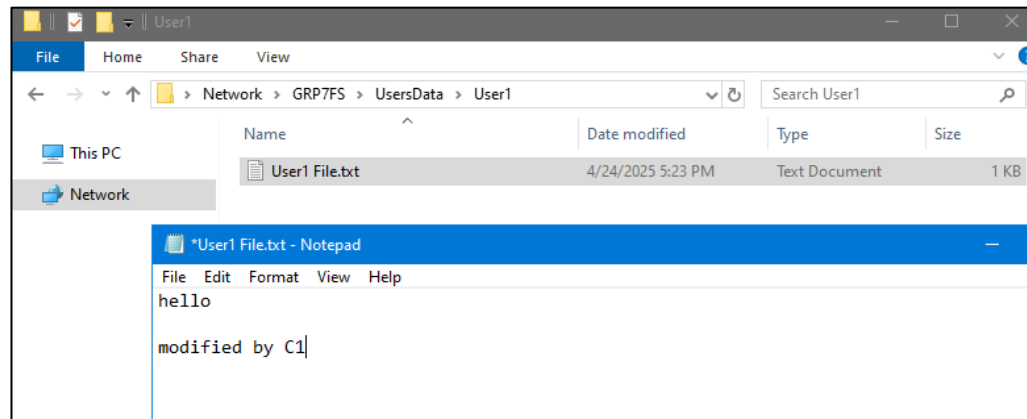 User1
File Home Share View
Network > GRP7FS > UsersData > User1 Search User1
Name Date modified Type Size
This PC
User1 File.txt 4/24/2025 5:23 PM Text Document 1 KB
Network
*User1 File.txt - Notepad
File Edit Format View Help
hello
modified by C1